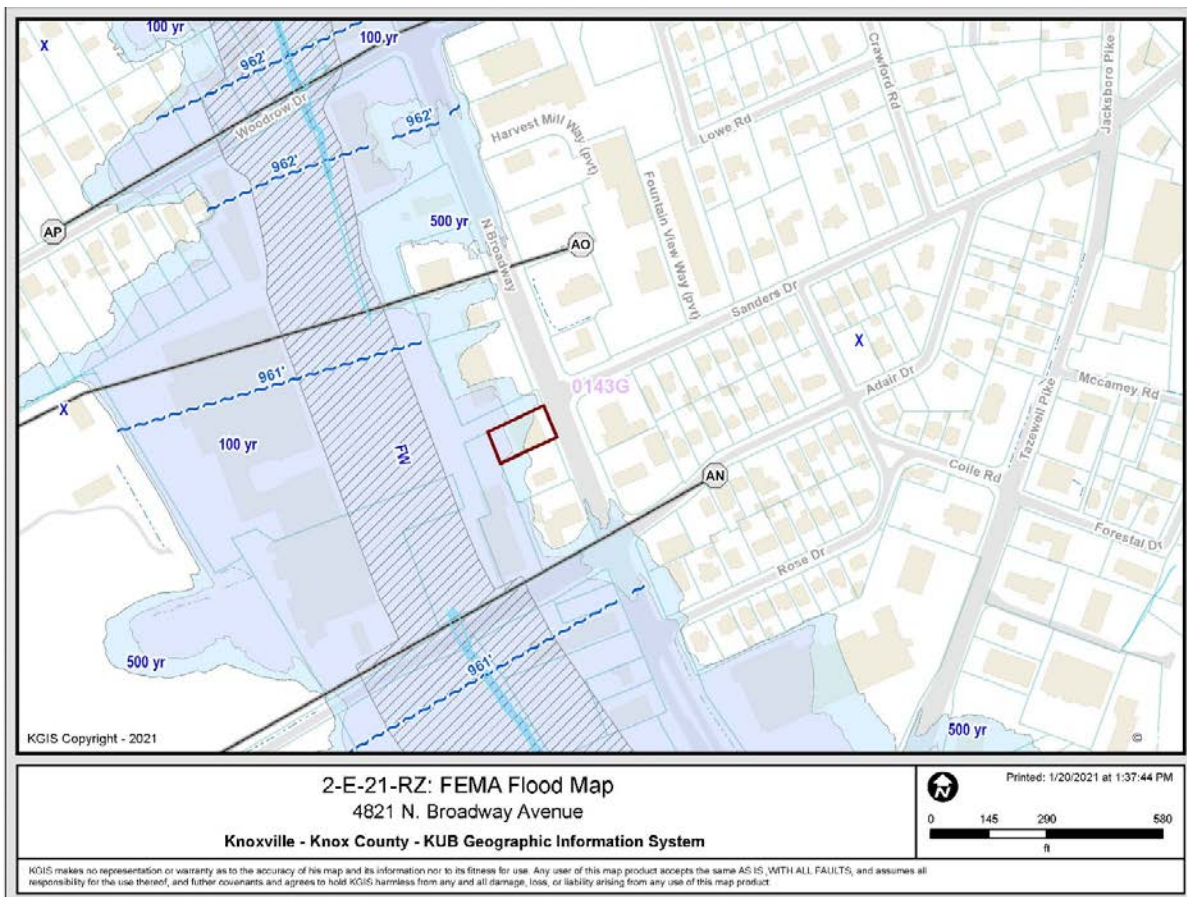 100 yr
X
962'
100 yr
Woodrow Dr
962'
962'
AP
500 yr
N Broadway
AO
Harvest Mill Way (pvt)
Fountain View Way (pvt)
Lowe Rd
Crawford Rd
Jacksboro Pike
Sanders Dr
X
Adair Dr
Mccamey Rd
Tazewell Pike
0143G
961'
X
100 yr
FW
AN
Coile Rd
Forestal Dr
Rose Dr
500 yr
961'
500 yr
KGIS Copyright - 2021
©
2-E-21-RZ: FEMA Flood Map
4821 N. Broadway Avenue
Knoxville - Knox County - KUB Geographic Information System
N
Printed: 1/20/2021 at 1:37:44 PM
0 145 290 580
ft
KGIS makes no representation or warranty as to the accuracy of his map and its information nor to its fitness for use. Any user of this map product accepts the same AS IS ,WITH ALL FAULTS, and assumes all
responsibility for the use thereof, and futher covenants and agrees to hold KGIS harmless from any and all damage, loss, or liability arising from any use of this map product.